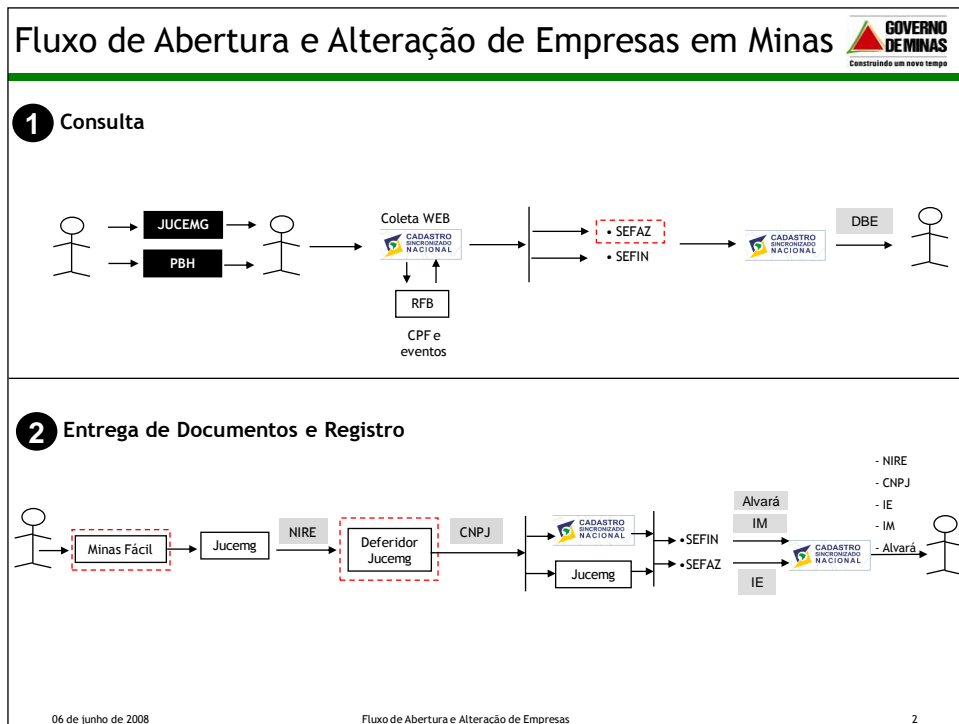 Fluxo de Abertura e Alteração de Empresas em Minas
GOVERNO
DE MINAS
Construindo um novo tempo
1 Consulta
JUCEMG
PBH
Coleta WEB
CADASTRO
SINCRONIZADO
NACIONAL
RFB
CPF e
eventos
• SEFAZ
• SEFIN
CADASTRO
SINCRONIZADO
NACIONAL
DBE
2 Entrega de Documentos e Registro
Minas Fácil
Jucemg
NIRE
Deferidor
Jucemg
CNPJ
CADASTRO
SINCRONIZADO
NACIONAL
Jucemg
•SEFIN
•SEFAZ
Alvará
IM
IE
CADASTRO
SINCRONIZADO
NACIONAL
- NIRE
- CNPJ
- IE
- IM
- Alvará
06 de junho de 2008
Fluxo de Abertura e Alteração de Empresas
2